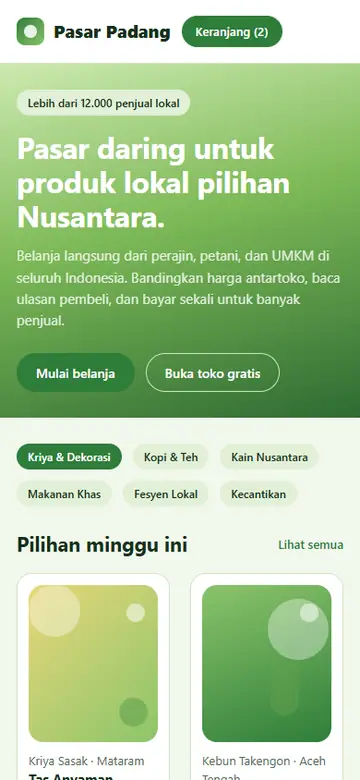 Pasar Padang
Keranjang (2)
Lebih dari 12.000 penjual lokal
Pasar daring untuk
produk lokal pilihan
Nusantara.
Belanja langsung dari perajin, petani, dan UMKM di
seluruh Indonesia. Bandingkan harga antartoko, baca
ulasan pembeli, dan bayar sekali untuk banyak
penjual.
Mulai belanja
Buka toko gratis
Kriya & Dekorasi
Kopi & Teh
Kain Nusantara
Makanan Khas
Fesyen Lokal
Kecantikan
Pilihan minggu ini
Lihat semua
Kriya Sasak · Mataram
Tas Anyaman
Kebun Takengon · Aceh
Tengah